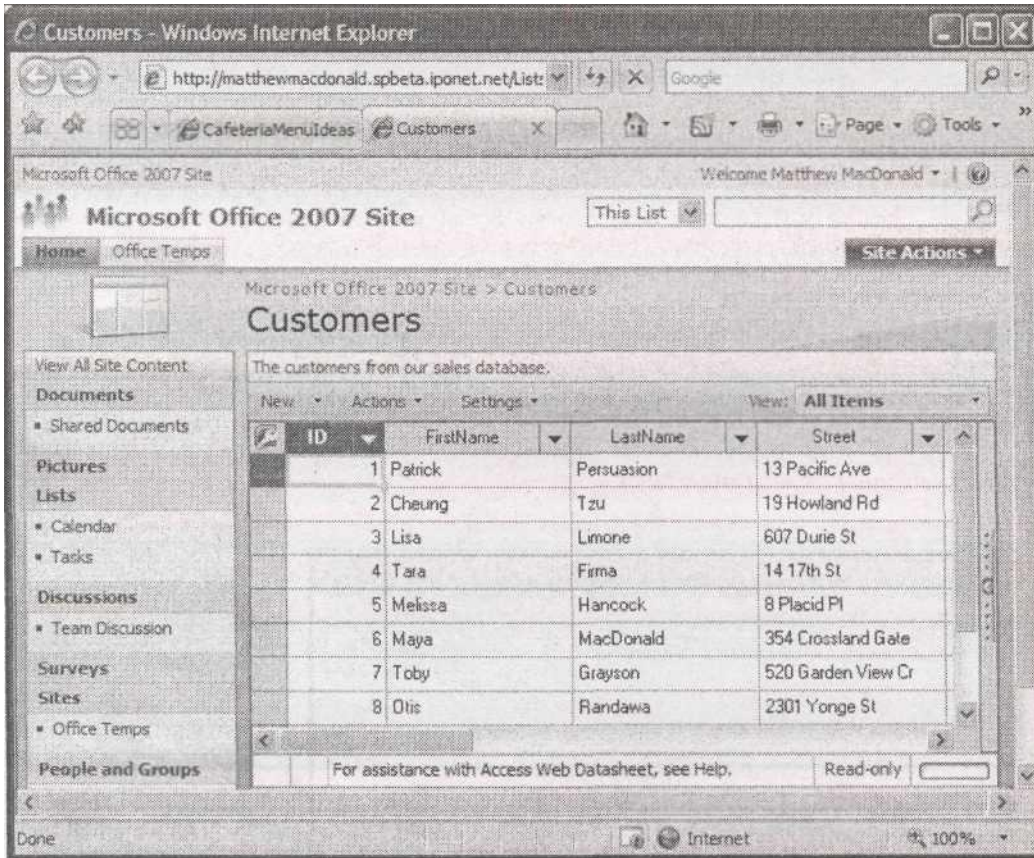 Customers - Windows Internet Explorer
http://matthewmacdonald.spbeta.iponet.net/Lists Google
CafeteriaMenuIdeas Customers Page Tools
Microsoft Office 2007 Site Welcome Matthew MacDonald
Microsoft Office 2007 Site This List
Home Office Temps Site Actions
Microsoft Office 2007 Site > Customers
Customers
View All Site Content
Documents
Shared Documents
Pictures
Lists
Calendar
Tasks
Discussions
Team Discussion
Surveys
Sites
Office Temps
People and Groups
The customers from our sales database.
New Actions Settings View: All Items
ID FirstName LastName Street
1 Patrick Persuasion 13 Pacific Ave
2 Cheung Tzu 19 Howland Rd
3 Lisa Limone 607 Durie St
4 Tara Firma 14 17th St
5 Melissa Hancock 8 Placid Pl
6 Maya MacDonald 354 Crossland Gate
7 Toby Grayson 520 Garden View Cr
8 Otis Randawa 2301 Yonge St
For assistance with Access Web Datasheet, see Help. Read-only
Done Internet 100%